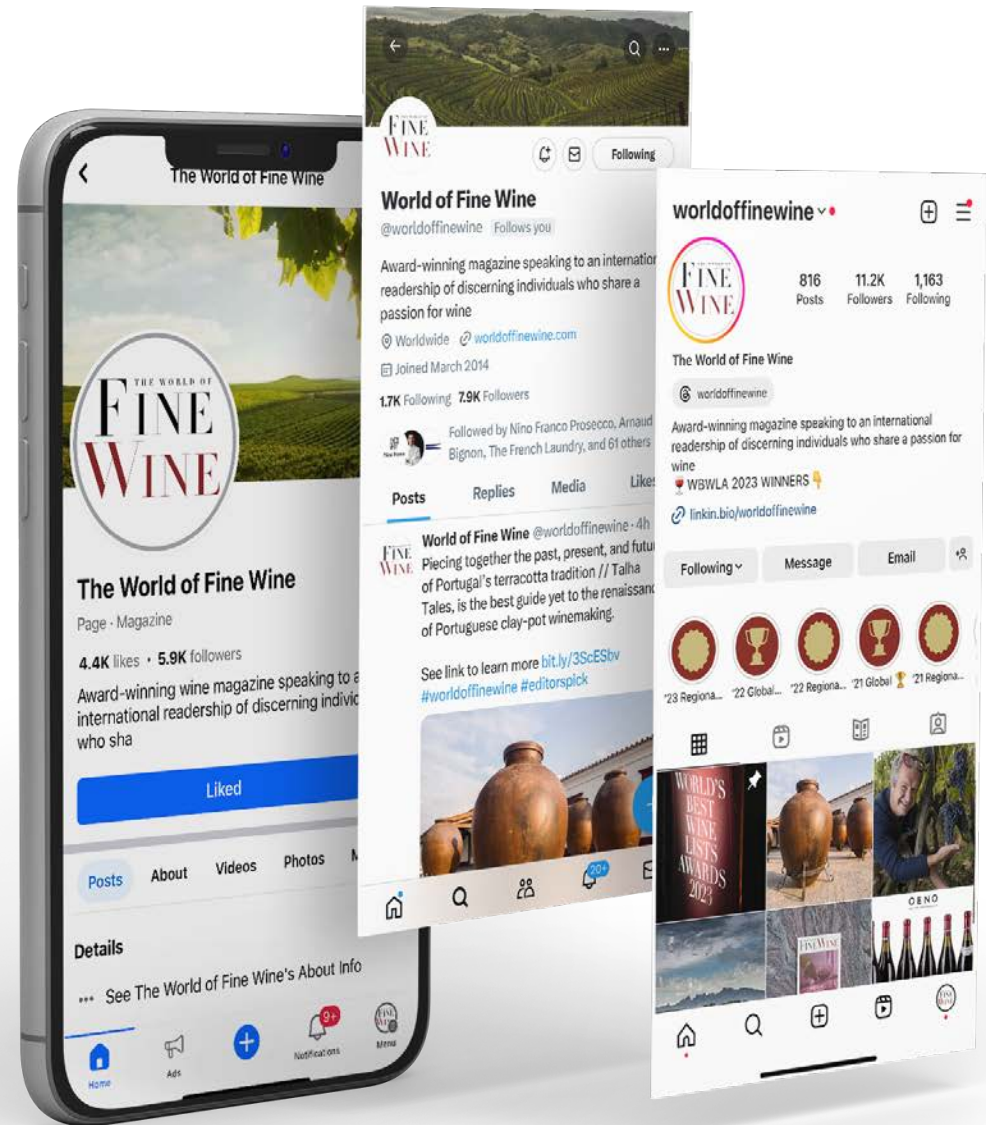 The World of Fine Wine
THE WORLD OF
FINE
WINE
The World of Fine Wine
Page · Magazine
4.4K likes · 5.9K followers
Award-winning wine magazine speaking to a
international readership of discerning individ
who sha
Liked
Posts About Videos Photos M
Details
••• See The World of Fine Wine's About Info
9+
Home
Ads
Notifications
Menu
THE WORLD OF
FINE
WINE
Following
World of Fine Wine
@worldoffinewine Follows you
Award-winning magazine speaking to an internation
readership of discerning individuals who share a
passion for wine
Worldwide worldoffinewine.com
Joined March 2014
1.7K Following 7.9K Followers
Followed by Nino Franco Prosecco, Arnaud
Bignon, The French Laundry, and 61 others
Posts Replies Media Likes
FINE
WINE
World of Fine Wine @worldoffinewine · 4h
Piecing together the past, present, and futur
of Portugal's terracotta tradition // Talha
Tales, is the best guide yet to the renaissanc
of Portuguese clay-pot winemaking.
See link to learn more bit.ly/3ScESbv
#worldoffinewine #editorspick
20+
worldoffinewine
THE WORLD OF
FINE
WINE
816 11.2K 1,163
Posts Followers Following
The World of Fine Wine
worldoffinewine
Award-winning magazine speaking to an international
readership of discerning individuals who share a passion for
wine
🍷 WBWLA 2023 WINNERS 👇
linkin.bio/worldoffinewine
Following Message Email
'23 Regiona... '22 Global... '22 Regiona... '21 Global 🏆 '21 Regiona...
WORLD'S
BEST
WINE
LISTS
AWARDS
2023
OENO
FINE WINE